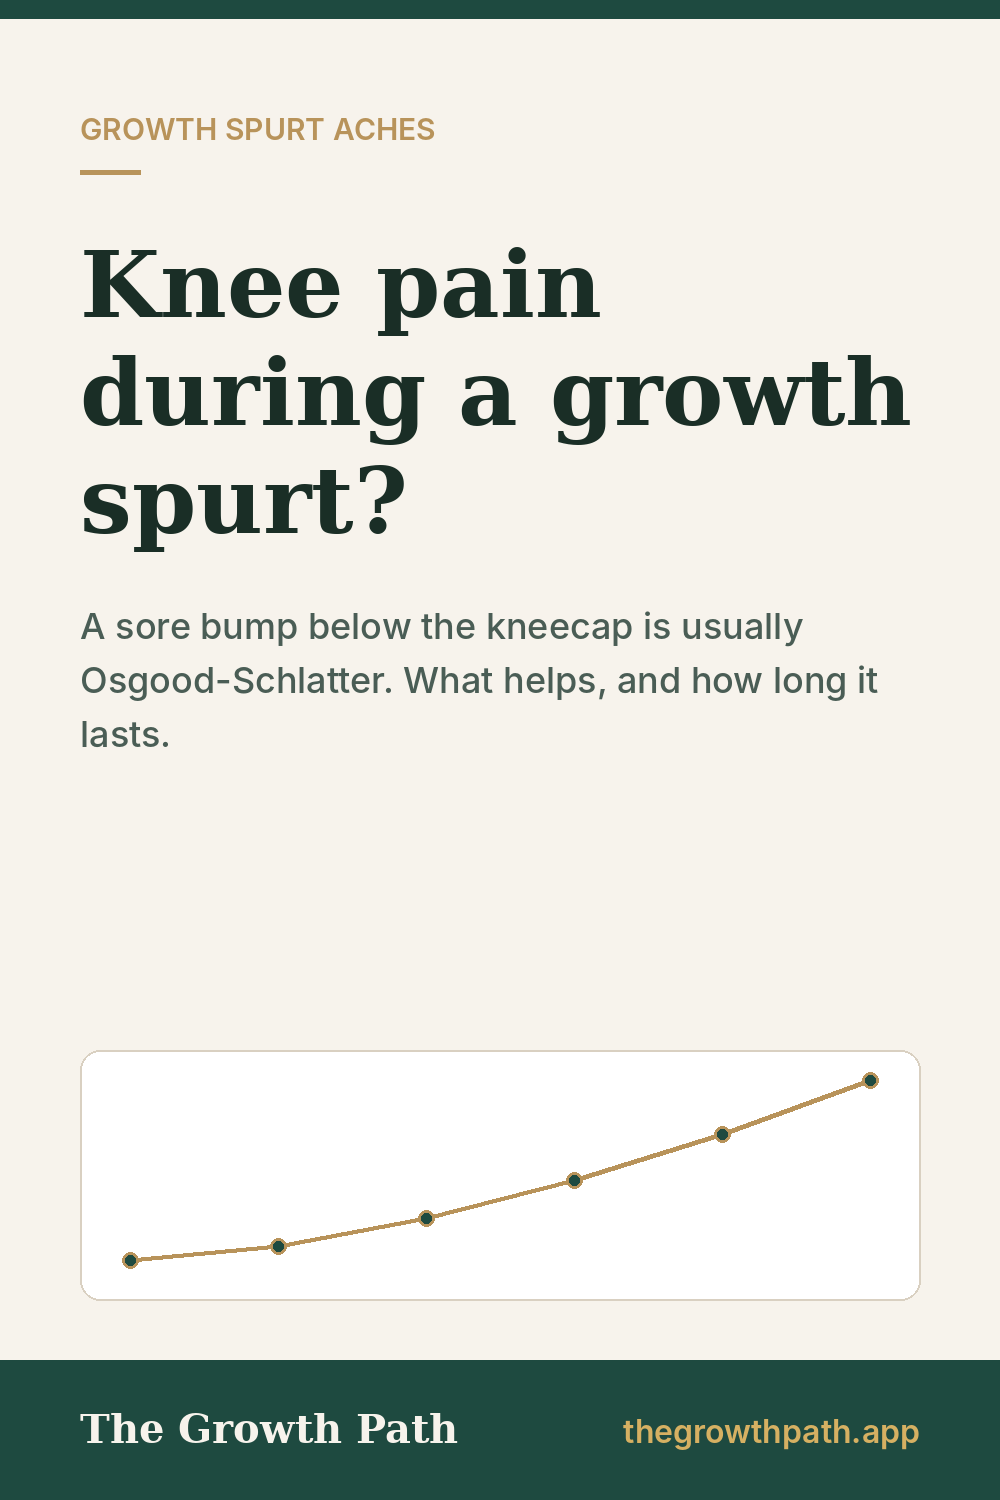 GROWTH SPURT ACHES
Knee pain
during a growth
spurt?
A sore bump below the kneecap is usually
Osgood-Schlatter. What helps, and how long it
lasts.
The Growth Path
thegrowthpath.app